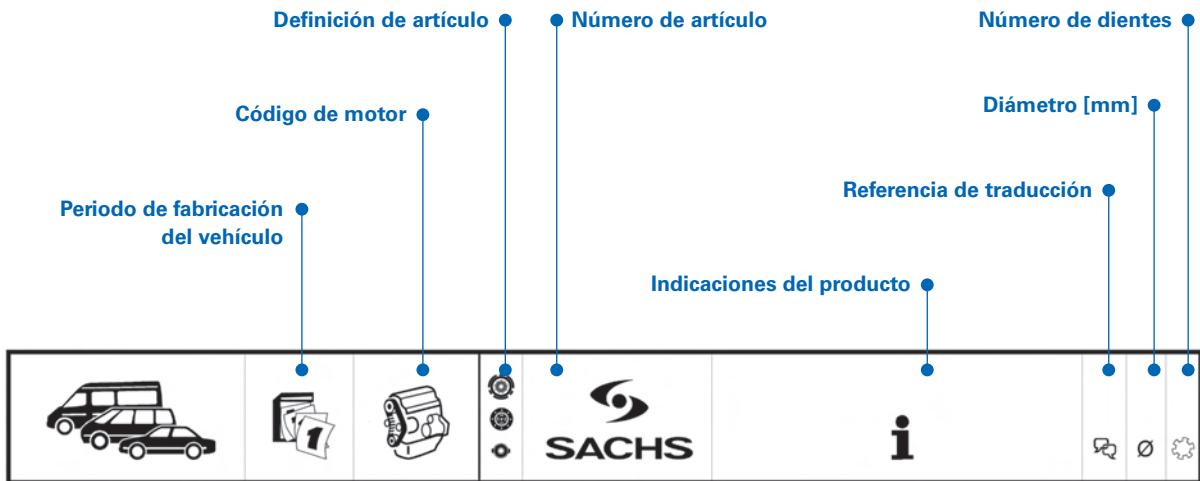 Definición de artículo
Número de artículo
Número de dientes
Código de motor
Diámetro [mm]
Periodo de fabricación
del vehículo
Referencia de traducción
Indicaciones del producto
1
SACHS
i
Ø